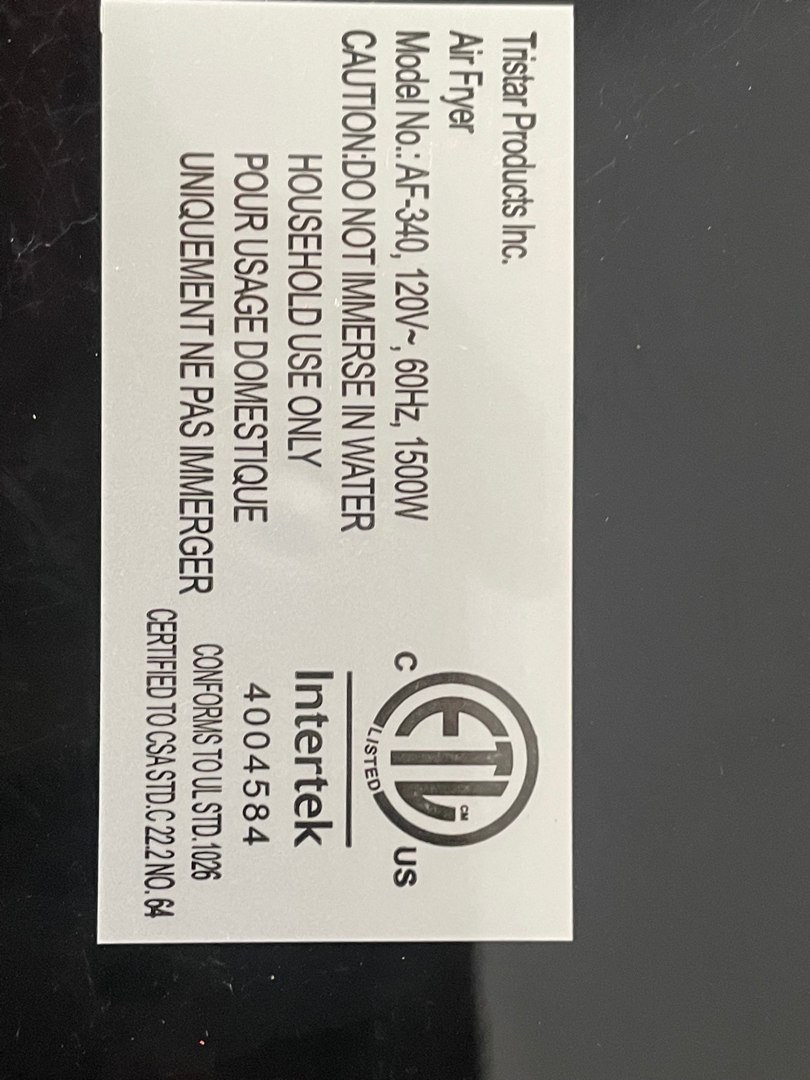 Tristar Products Inc.
Air Fryer
Model No.: AF-340, 120V~, 60Hz, 1500W
CAUTION:DO NOT IMMERSE IN WATER
HOUSEHOLD USE ONLY
POUR USAGE DOMESTIQUE
UNIQUEMENT NE PAS IMMERGER
ETL CM
LISTED
C US
Intertek
4004584
CONFORMS TO UL STD.1026
CERTIFIED TO CSA STD.C 22.2 NO. 64